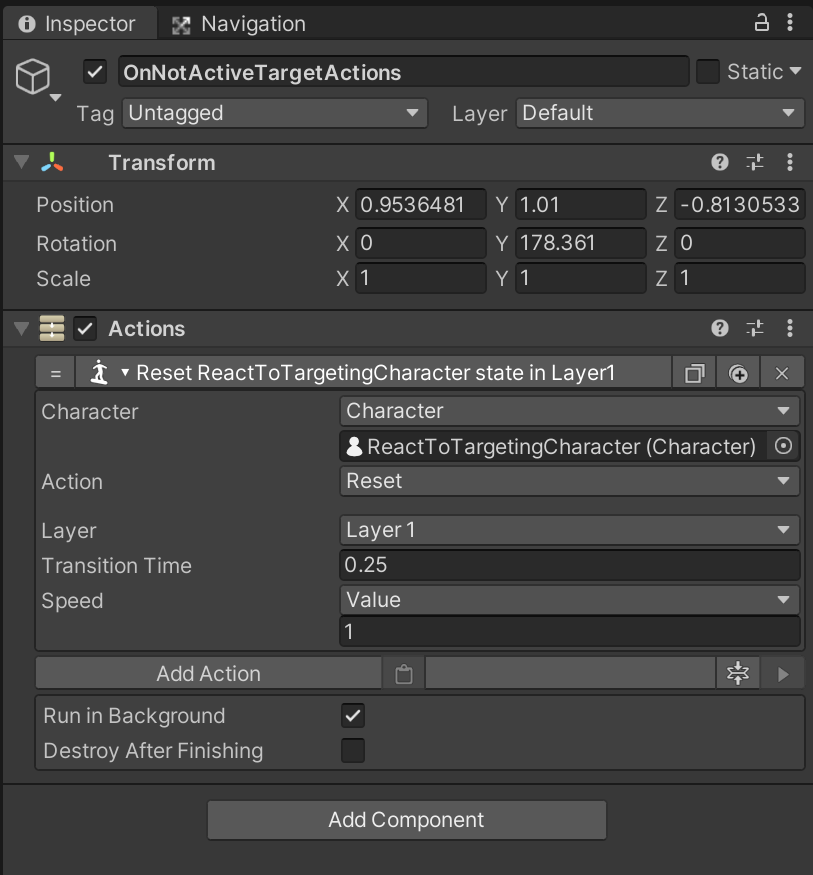 Inspector Navigation
OnNotActiveTargetActions Static
Tag Untagged Layer Default
Transform
Position X 0.9536481 Y 1.01 Z -0.8130533
Rotation X 0 Y 178.361 Z 0
Scale X 1 Y 1 Z 1
Actions
= Reset ReactToTargetingCharacter state in Layer1
Character Character
ReactToTargetingCharacter (Character)
Action Reset
Layer Layer 1
Transition Time 0.25
Speed Value
1
Add Action
Run in Background
Destroy After Finishing
Add Component